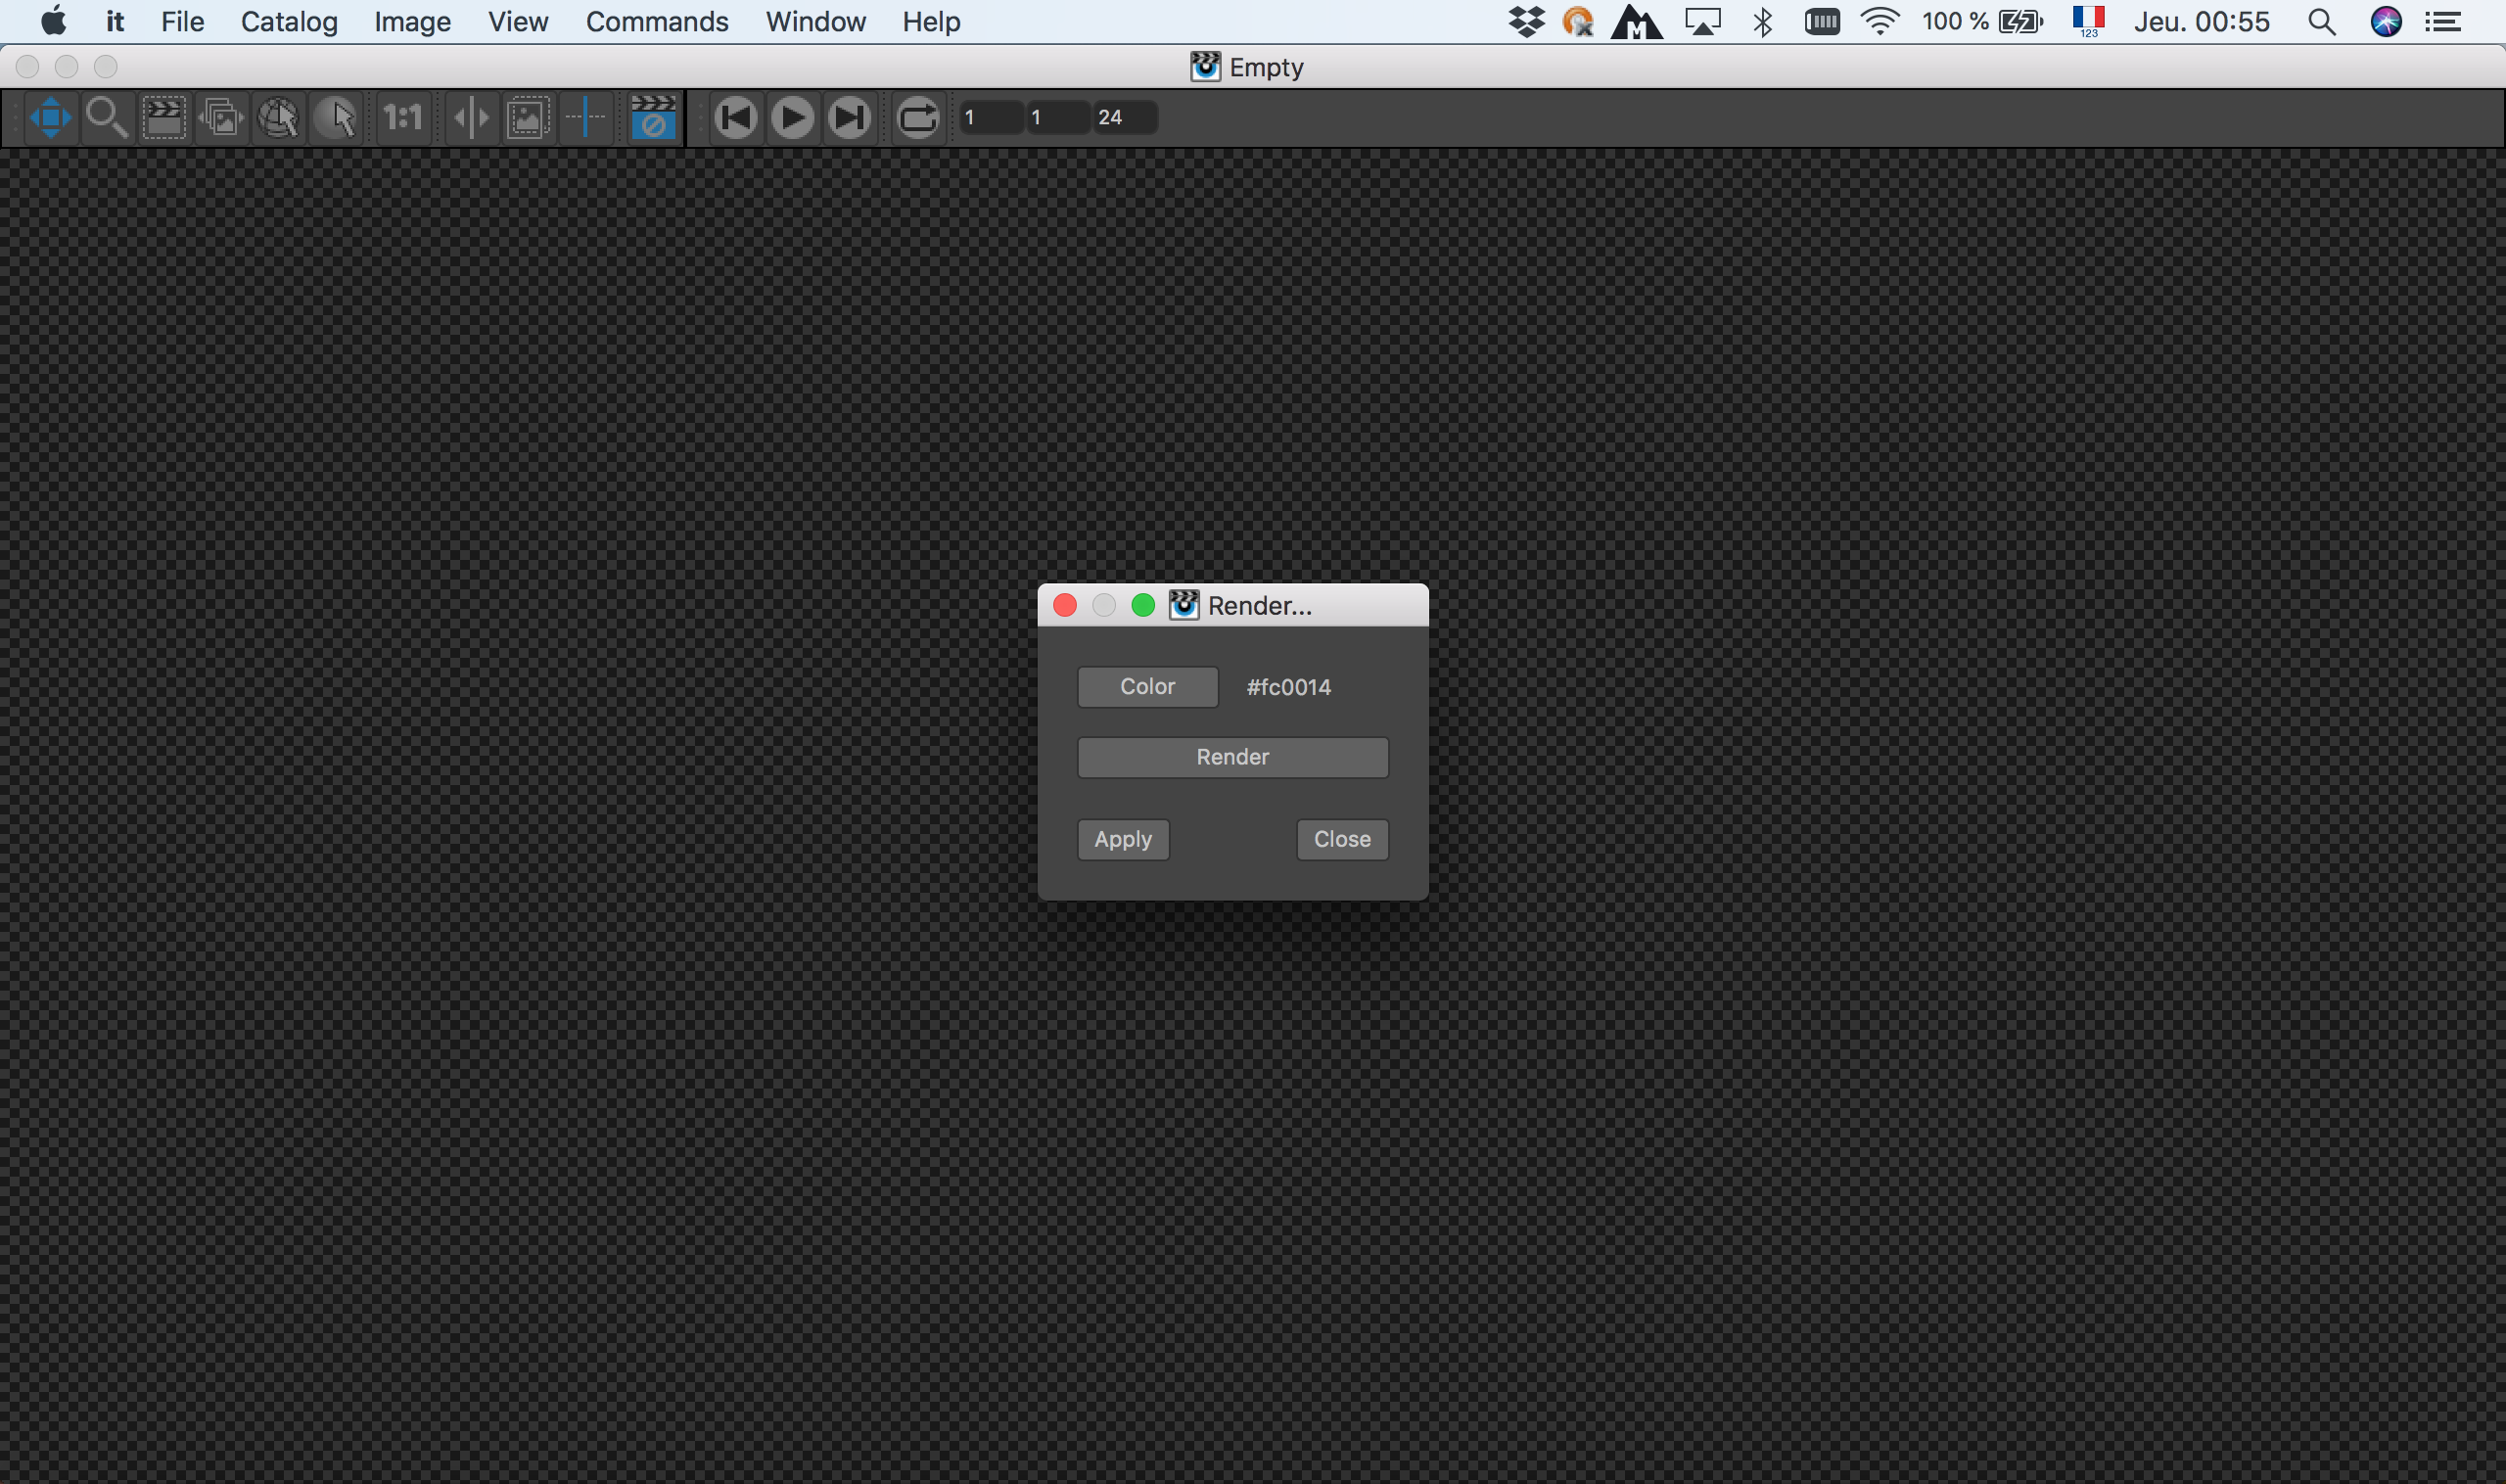 it File Catalog Image View Commands Window Help 100 % 123 Jeu. 00:55
Empty
1:1 1 1 24
Render...
Color #fc0014
Render
Apply Close